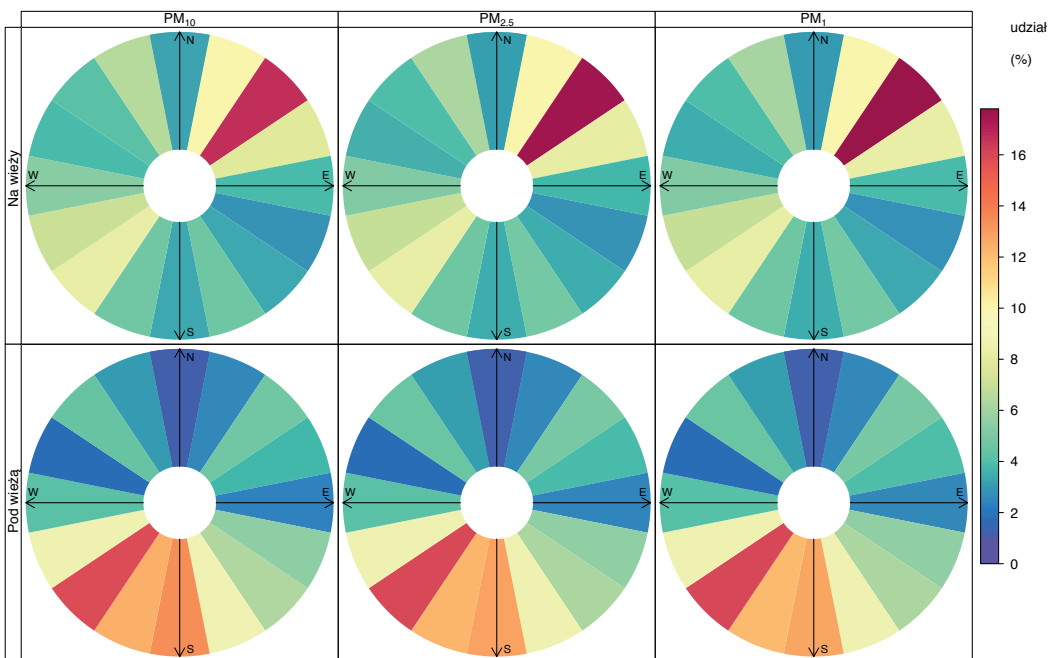 PM10 PM2.5 PM1
udział
(%)
Na wieży
N N N
W E W E W E
S S S
Pod wieżą
N N N
W E W E W E
S S S
16
14
12
10
8
6
4
2
0